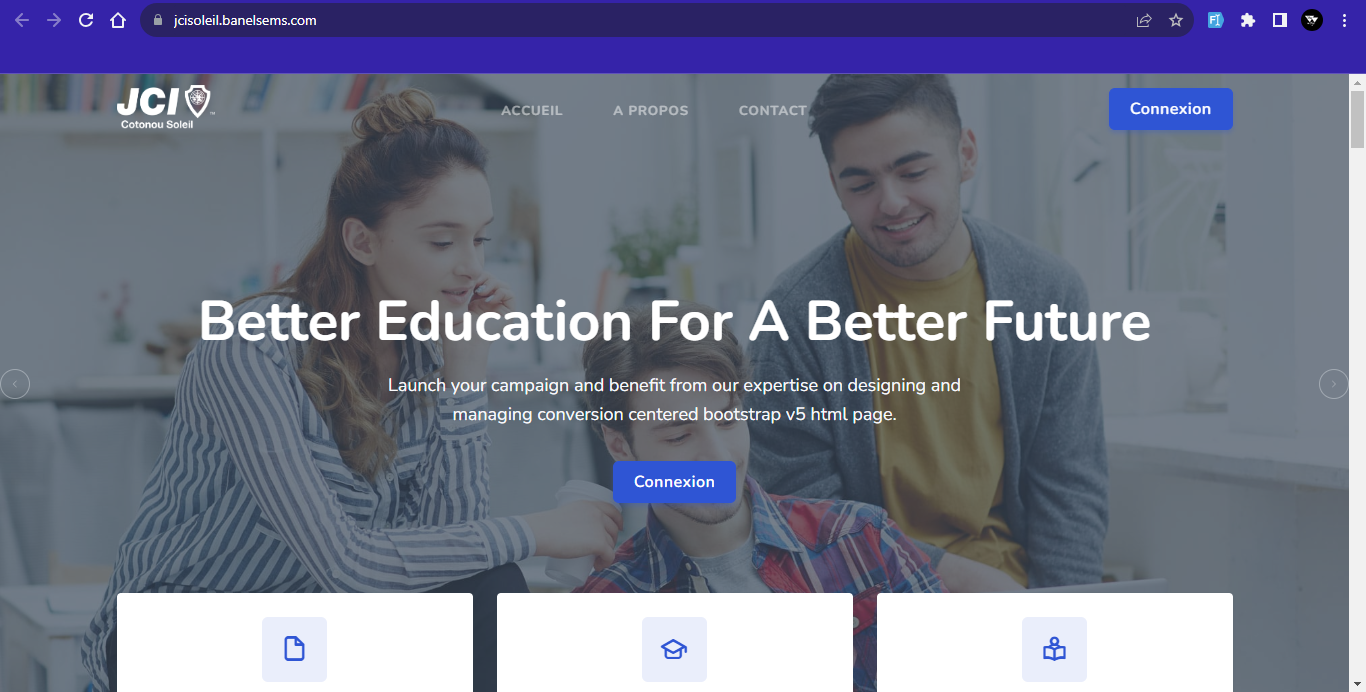 jcisoleil.banelsems.com
JCI
Cotonou Soleil
ACCUEIL
A PROPOS
CONTACT
Connexion
Better Education For A Better Future
Launch your campaign and benefit from our expertise on designing and
managing conversion centered bootstrap v5 html page.
Connexion